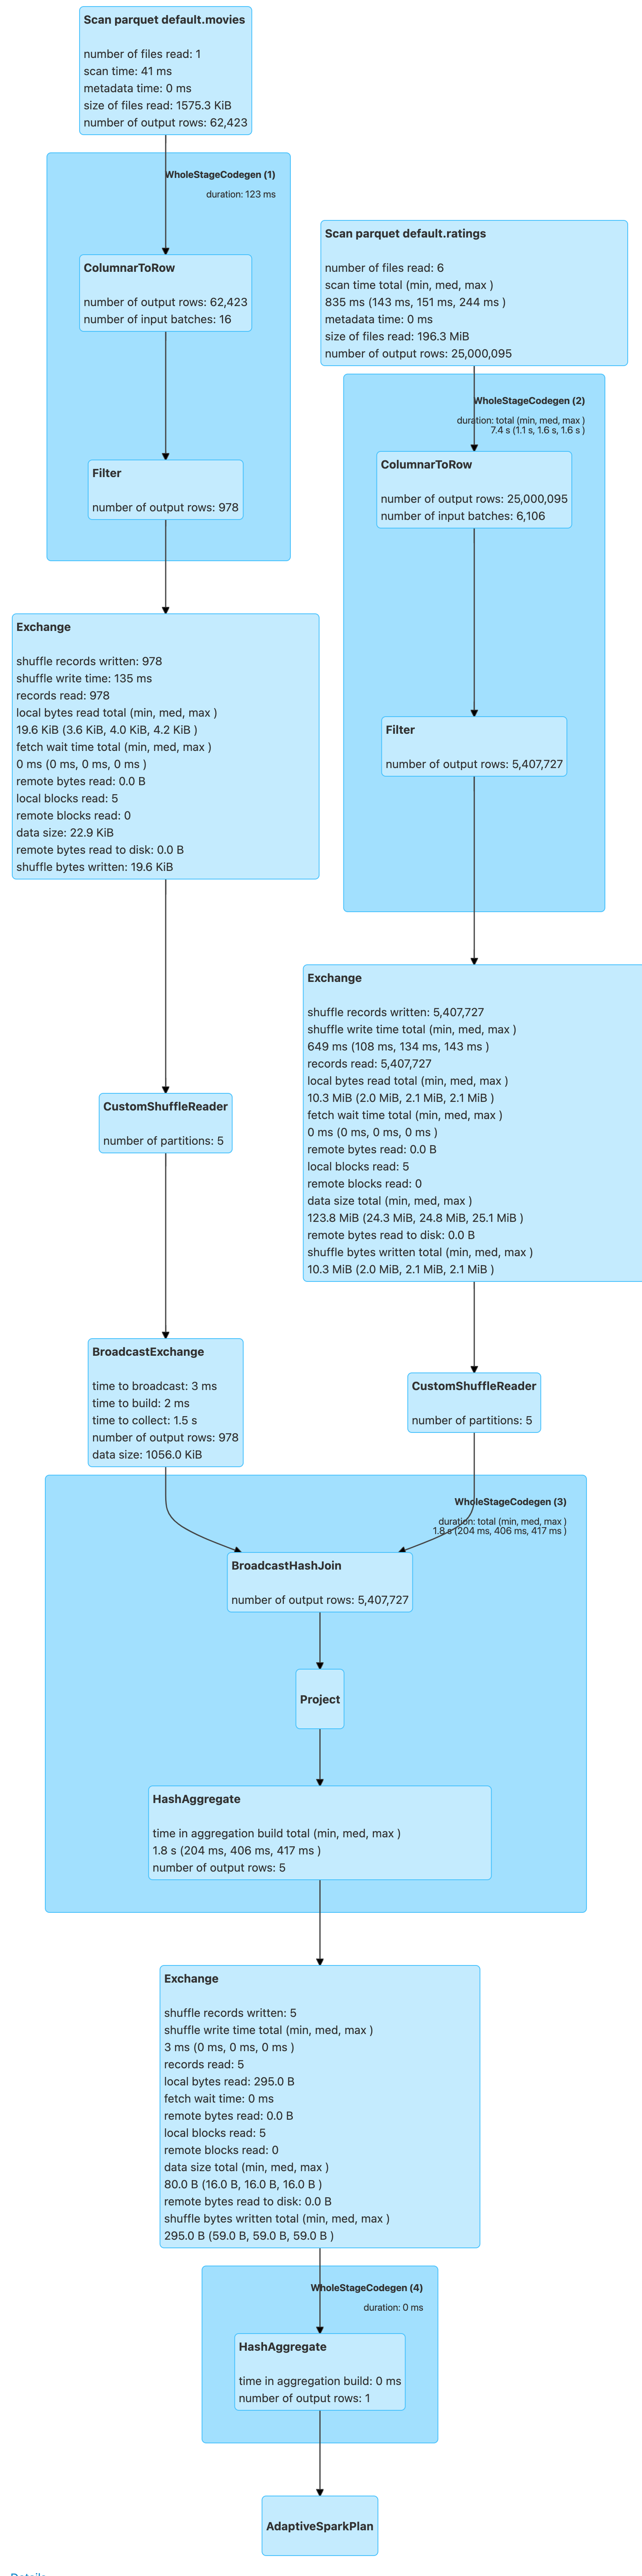 Scan parquet default.movies
number of files read: 1
scan time: 41 ms
metadata time: 0 ms
size of files read: 1575.3 KiB
number of output rows: 62,423
WholeStageCodegen (1)
duration: 123 ms
ColumnarToRow
number of output rows: 62,423
number of input batches: 16
Filter
number of output rows: 978
Scan parquet default.ratings
number of files read: 6
scan time total (min, med, max )
835 ms (143 ms, 151 ms, 244 ms )
metadata time: 0 ms
size of files read: 196.3 MiB
number of output rows: 25,000,095
WholeStageCodegen (2)
duration: total (min, med, max )
7.4 s (1.1 s, 1.6 s, 1.6 s )
ColumnarToRow
number of output rows: 25,000,095
number of input batches: 6,106
Filter
number of output rows: 5,407,727
Exchange
shuffle records written: 978
shuffle write time: 135 ms
records read: 978
local bytes read total (min, med, max )
19.6 KiB (3.6 KiB, 4.0 KiB, 4.2 KiB )
fetch wait time total (min, med, max )
0 ms (0 ms, 0 ms, 0 ms )
remote bytes read: 0.0 B
local blocks read: 5
remote blocks read: 0
data size: 22.9 KiB
remote bytes read to disk: 0.0 B
shuffle bytes written: 19.6 KiB
Exchange
shuffle records written: 5,407,727
shuffle write time total (min, med, max )
649 ms (108 ms, 134 ms, 143 ms )
records read: 5,407,727
local bytes read total (min, med, max )
10.3 MiB (2.0 MiB, 2.1 MiB, 2.1 MiB )
fetch wait time total (min, med, max )
0 ms (0 ms, 0 ms, 0 ms )
remote bytes read: 0.0 B
local blocks read: 5
remote blocks read: 0
data size total (min, med, max )
123.8 MiB (24.3 MiB, 24.8 MiB, 25.1 MiB )
remote bytes read to disk: 0.0 B
shuffle bytes written total (min, med, max )
10.3 MiB (2.0 MiB, 2.1 MiB, 2.1 MiB )
CustomShuffleReader
number of partitions: 5
BroadcastExchange
time to broadcast: 3 ms
time to build: 2 ms
time to collect: 1.5 s
number of output rows: 978
data size: 1056.0 KiB
CustomShuffleReader
number of partitions: 5
WholeStageCodegen (3)
duration: total (min, med, max )
1.8 s (204 ms, 406 ms, 417 ms )
BroadcastHashJoin
number of output rows: 5,407,727
Project
HashAggregate
time in aggregation build total (min, med, max )
1.8 s (204 ms, 406 ms, 417 ms )
number of output rows: 5
Exchange
shuffle records written: 5
shuffle write time total (min, med, max )
3 ms (0 ms, 0 ms, 0 ms )
records read: 5
local bytes read: 295.0 B
fetch wait time: 0 ms
remote bytes read: 0.0 B
local blocks read: 5
remote blocks read: 0
data size total (min, med, max )
80.0 B (16.0 B, 16.0 B, 16.0 B )
remote bytes read to disk: 0.0 B
shuffle bytes written total (min, med, max )
295.0 B (59.0 B, 59.0 B, 59.0 B )
WholeStageCodegen (4)
duration: 0 ms
HashAggregate
time in aggregation build: 0 ms
number of output rows: 1
AdaptiveSparkPlan